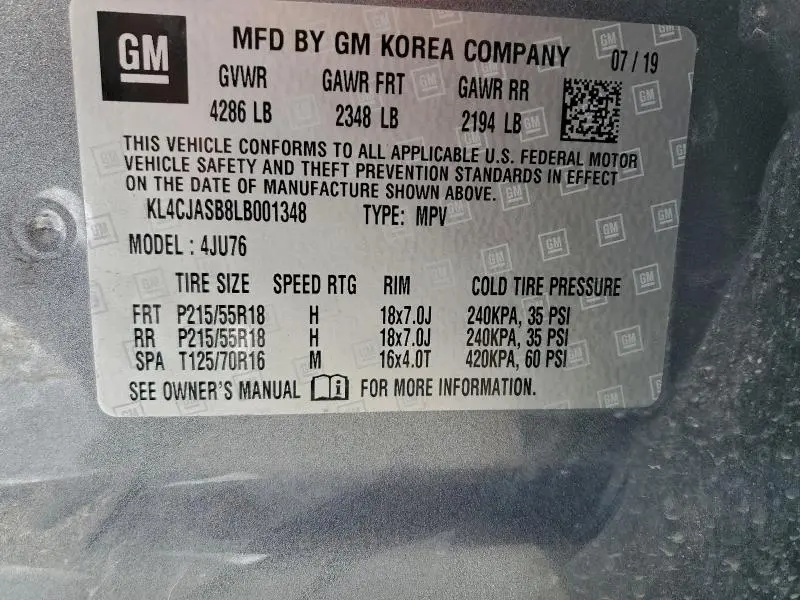 GM
MFD BY GM KOREA COMPANY 07 / 19
GVWR GAWR FRT GAWR RR
4286 LB 2348 LB 2194 LB
THIS VEHICLE CONFORMS TO ALL APPLICABLE U.S. FEDERAL MOTOR
VEHICLE SAFETY AND THEFT PREVENTION STANDARDS IN EFFECT
ON THE DATE OF MANUFACTURE SHOWN ABOVE.
KL4CJASB8LB001348 TYPE: MPV
MODEL : 4JU76
TIRE SIZE SPEED RTG RIM COLD TIRE PRESSURE
FRT P215/55R18 H 18x7.0J 240KPA, 35 PSI
RR P215/55R18 H 18x7.0J 240KPA, 35 PSI
SPA T125/70R16 M 16x4.0T 420KPA, 60 PSI
SEE OWNER'S MANUAL FOR MORE INFORMATION.